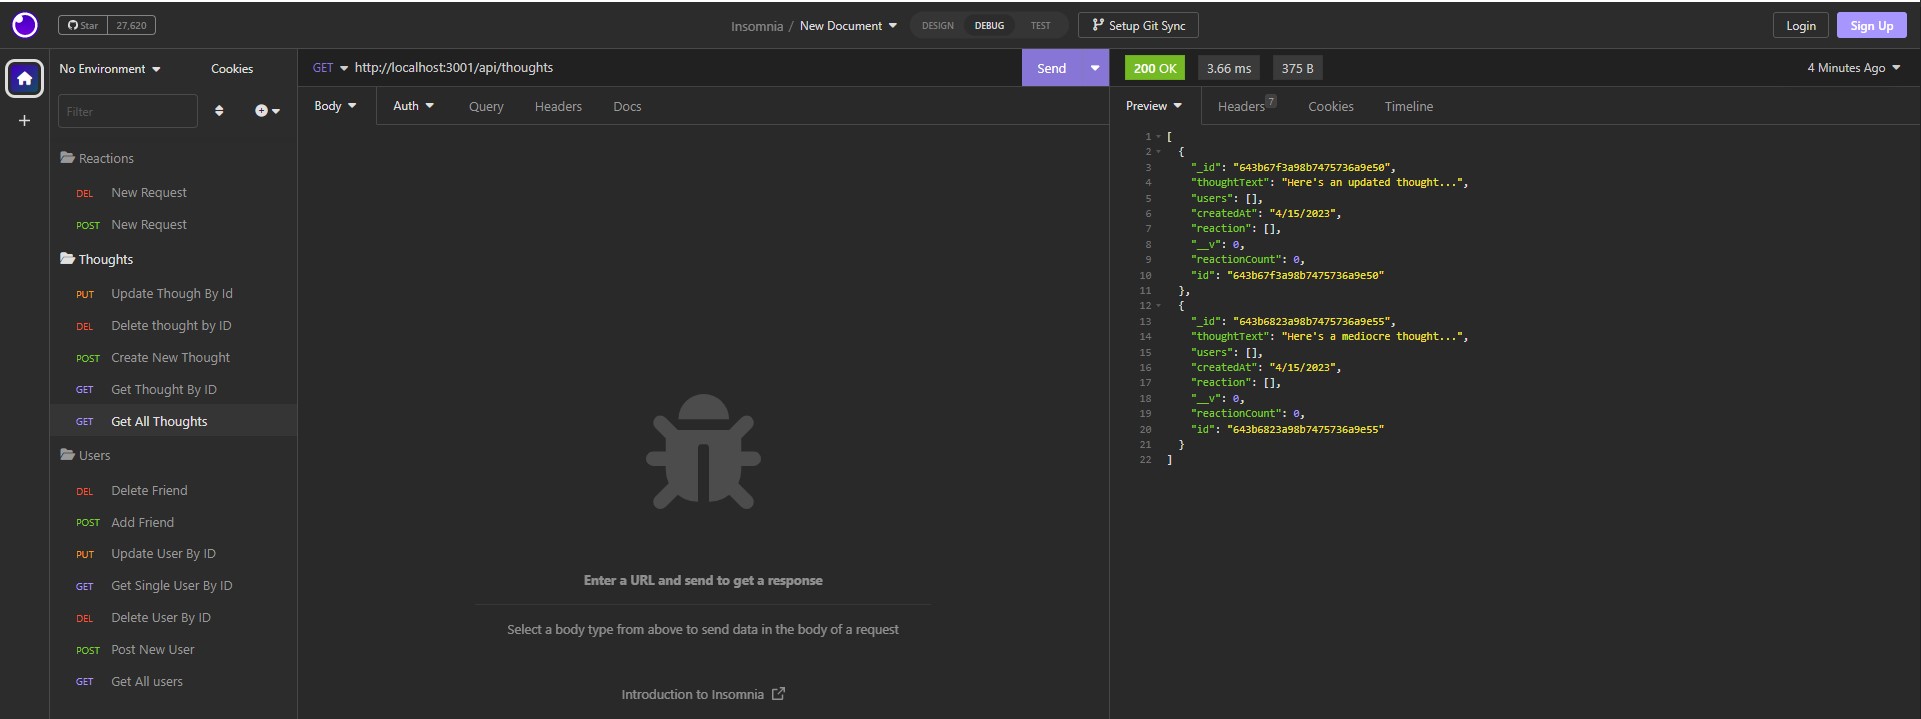 Star 27,620
Insomnia / New Document
DESIGN DEBUG TEST
Setup Git Sync
Login
Sign Up
No Environment
Cookies
Filter
Reactions
DEL New Request
POST New Request
Thoughts
PUT Update Though By Id
DEL Delete thought by ID
POST Create New Thought
GET Get Thought By ID
GET Get All Thoughts
Users
DEL Delete Friend
POST Add Friend
PUT Update User By ID
GET Get Single User By ID
DEL Delete User By ID
POST Post New User
GET Get All users
GET http://localhost:3001/api/thoughts
Send
Body Auth Query Headers Docs
Enter a URL and send to get a response
Select a body type from above to send data in the body of a request
Introduction to Insomnia
200 OK 3.66 ms 375 B
4 Minutes Ago
Preview Headers 7 Cookies Timeline
1 [
2 {
3 "_id": "643b67f3a98b7475736a9e50",
4 "thoughtText": "Here's an updated thought...",
5 "users": [],
6 "createdAt": "4/15/2023",
7 "reaction": [],
8 "__v": 0,
9 "reactionCount": 0,
10 "id": "643b67f3a98b7475736a9e50"
11 },
12 {
13 "_id": "643b6823a98b7475736a9e55",
14 "thoughtText": "Here's a mediocre thought...",
15 "users": [],
16 "createdAt": "4/15/2023",
17 "reaction": [],
18 "__v": 0,
19 "reactionCount": 0,
20 "id": "643b6823a98b7475736a9e55"
21 }
22 ]